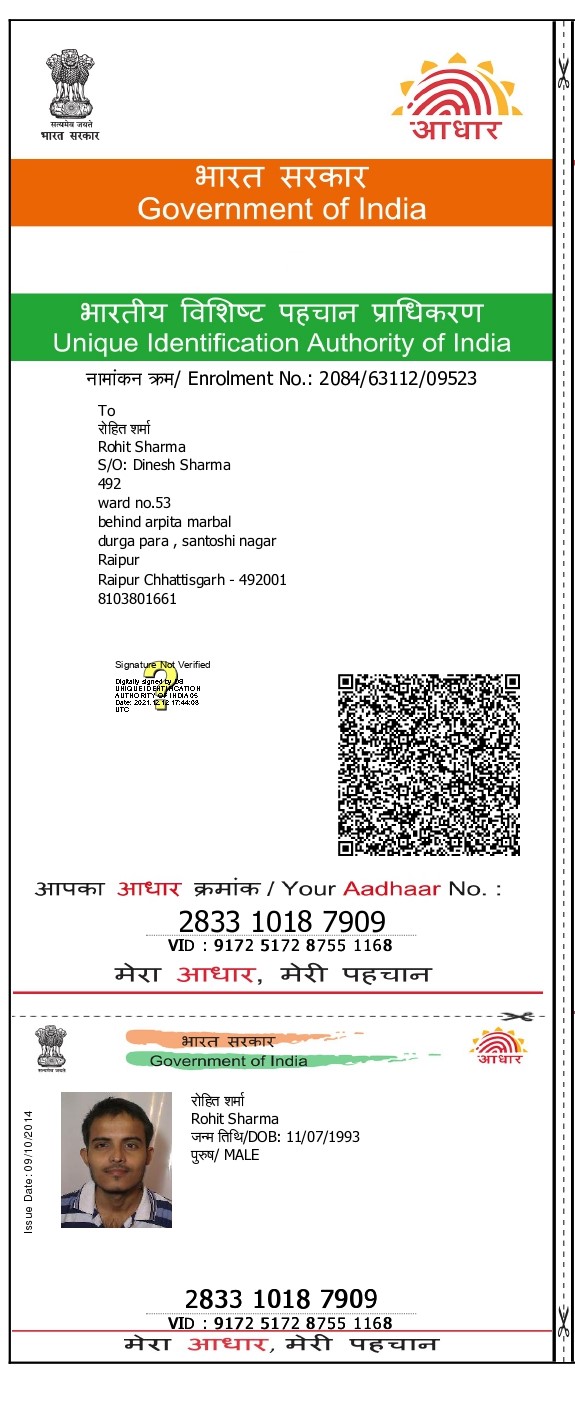 सत्यमेव जयते
भारत सरकार
आधार
भारत सरकार
Government of India
भारतीय विशिष्ट पहचान प्राधिकरण
Unique Identification Authority of India
नामांकन क्रम/ Enrolment No.: 2084/63112/09523
To
रोहित शर्मा
Rohit Sharma
S/O: Dinesh Sharma
492
ward no.53
behind arpita marbal
durga para , santoshi nagar
Raipur
Raipur Chhattisgarh - 492001
8103801661
Signature Not Verified
Digitally signed by DS
UNIQUE IDENTIFICATION
AUTHORITY OF INDIA 05
Date: 2021.12.12 17:44:08
UTC
आपका आधार क्रमांक / Your Aadhaar No. :
2833 1018 7909
VID : 9172 5172 8755 1168
मेरा आधार, मेरी पहचान
सत्यमेव जयते
भारत सरकार
Government of India
आधार
Issue Date: 09/10/2014
रोहित शर्मा
Rohit Sharma
जन्म तिथि/DOB: 11/07/1993
पुरुष/ MALE
2833 1018 7909
VID : 9172 5172 8755 1168
मेरा आधार, मेरी पहचान